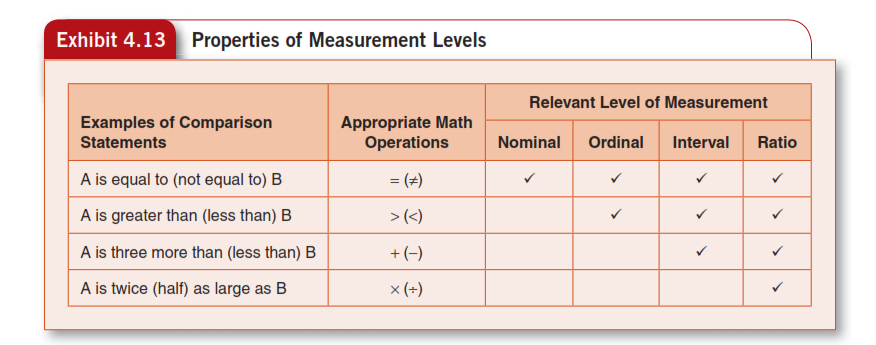 Exhibit 4.13 Properties of Measurement Levels
Relevant Level of Measurement
Examples of Comparison
Statements
Appropriate Math
Operations
Nominal Ordinal Interval Ratio
A is equal to (not equal to) B = (≠) ✓ ✓ ✓ ✓
A is greater than (less than) B > (<) ✓ ✓ ✓
A is three more than (less than) B + (−) ✓ ✓
A is twice (half) as large as B × (÷) ✓